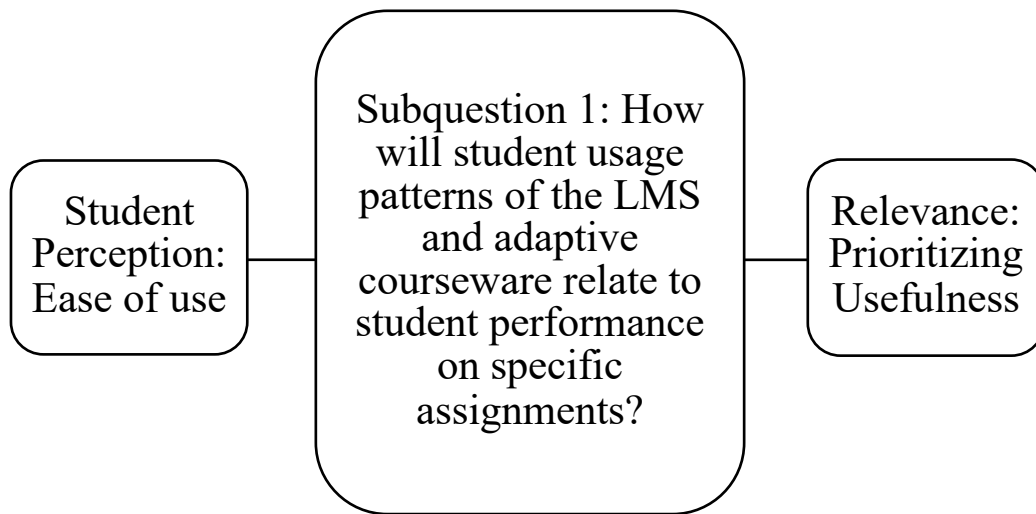 Student
Perception:
Ease of use
Subquestion 1: How
will student usage
patterns of the LMS
and adaptive
courseware relate to
student performance
on specific
assignments?
Relevance:
Prioritizing
Usefulness